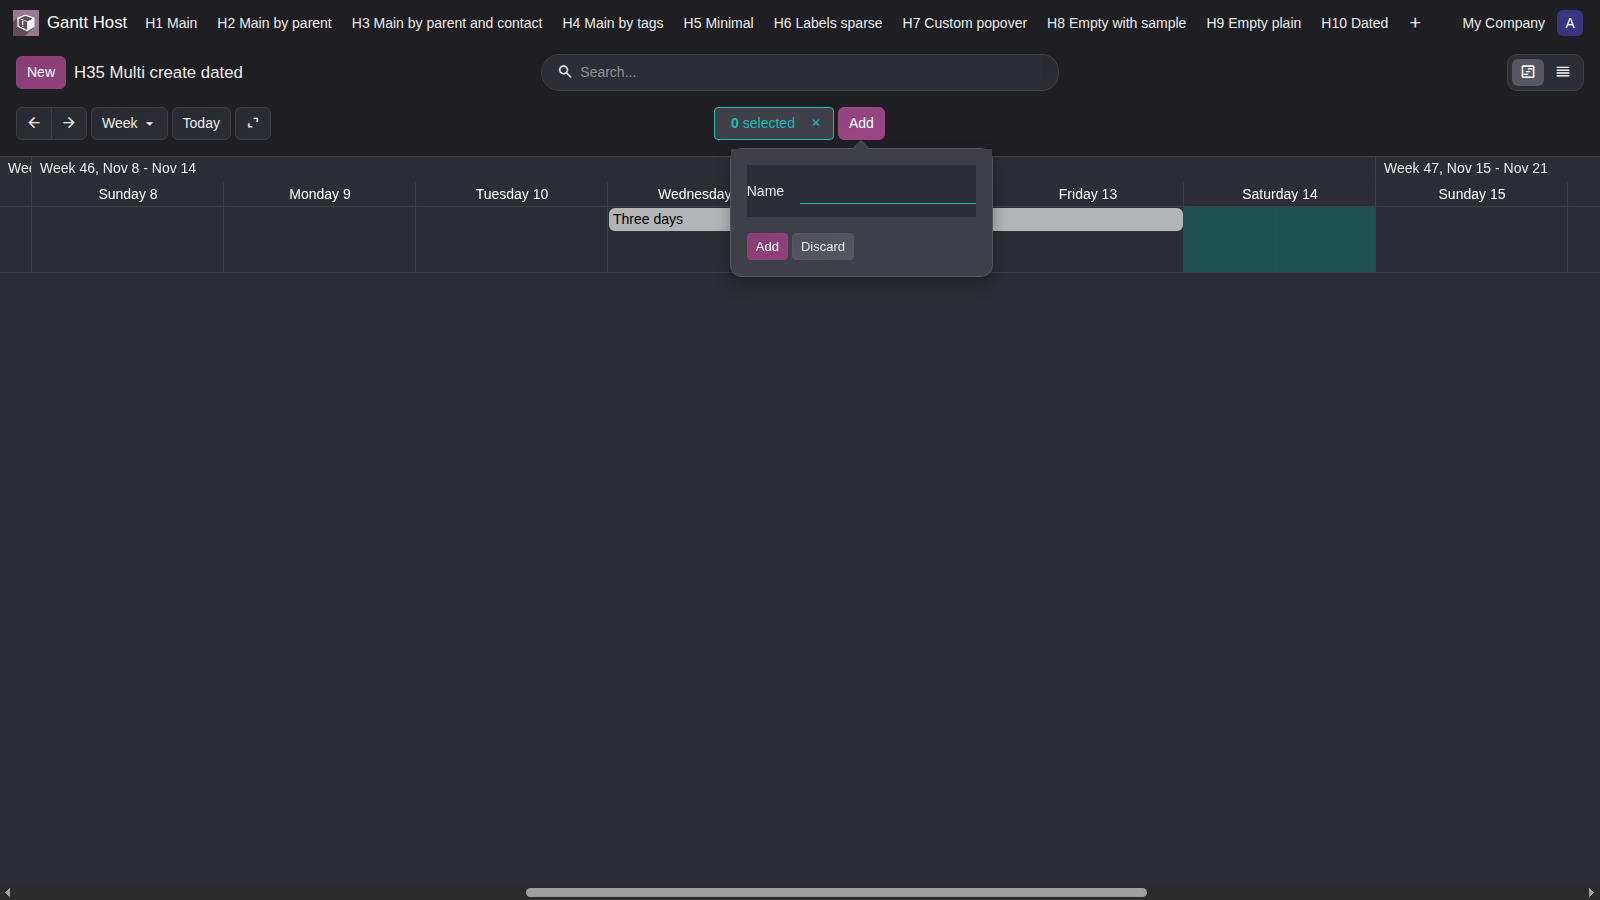 Gantt Host H1 Main H2 Main by parent H3 Main by parent and contact H4 Main by tags H5 Minimal H6 Labels sparse H7 Custom popover H8 Empty with sample H9 Empty plain H10 Dated + My Company A
New H35 Multi create dated Search...
Week Today 0 selected × Add
Week 46, Nov 8 - Nov 14 Week 47, Nov 15 - Nov 21
Sunday 8 Monday 9 Tuesday 10 Wednesday Friday 13 Saturday 14 Sunday 15
Three days
Name
Add Discard